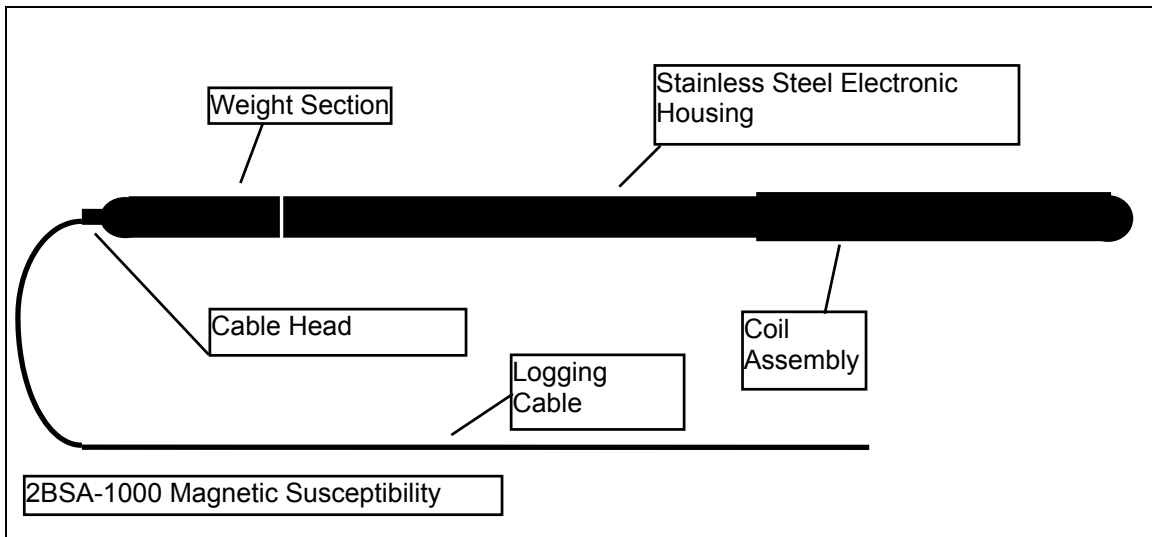 Weight Section
Stainless Steel Electronic
Housing
Cable Head
Coil
Assembly
Logging
Cable
2BSA-1000 Magnetic Susceptibility